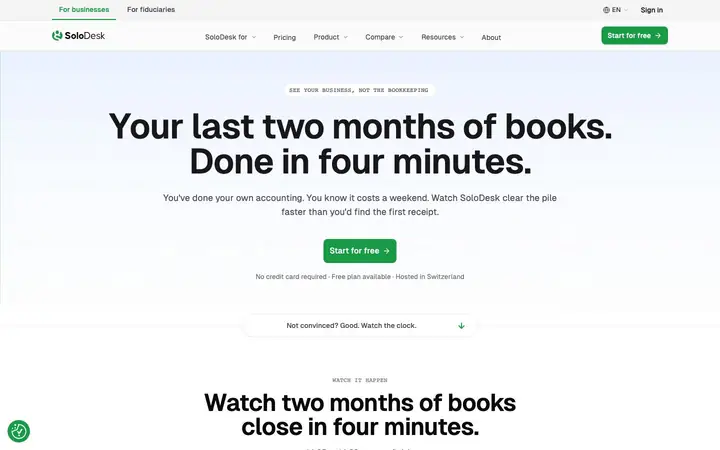 For businesses
For fiduciaries
EN
Sign in
SoloDesk
SoloDesk for
Pricing
Product
Compare
Resources
About
Start for free →
SEE YOUR BUSINESS, NOT THE BOOKKEEPING
Your last two months of books.
Done in four minutes.
You've done your own accounting. You know it costs a weekend. Watch SoloDesk clear the pile
faster than you'd find the first receipt.
Start for free →
No credit card required · Free plan available · Hosted in Switzerland
Not convinced? Good. Watch the clock.
WATCH IT HAPPEN
Watch two months of books
close in four minutes.